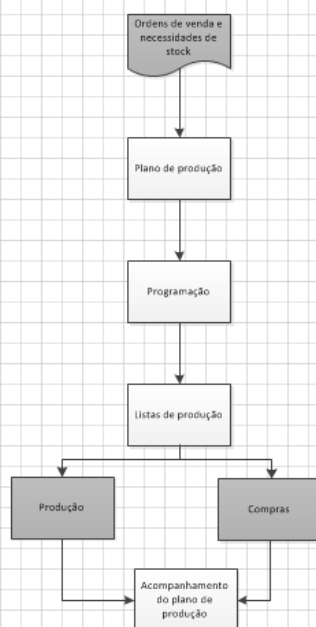 Ordens de venda e
necessidades de
stock
Plano de produção
Programação
Listas de produção
Produção
Compras
Acompanhamento
do plano de
produção